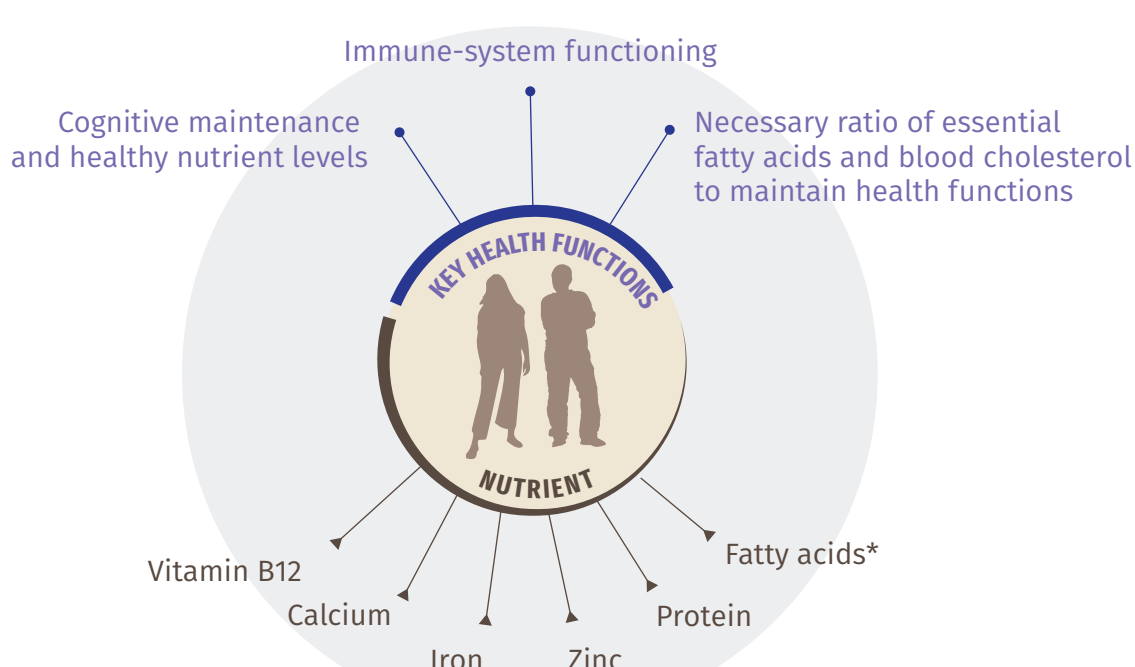 Immune-system functioning
Cognitive maintenance
and healthy nutrient levels
Necessary ratio of essential
fatty acids and blood cholesterol
to maintain health functions
KEY HEALTH FUNCTIONS
NUTRIENT
Vitamin B12
Calcium
Iron
Zinc
Protein
Fatty acids*